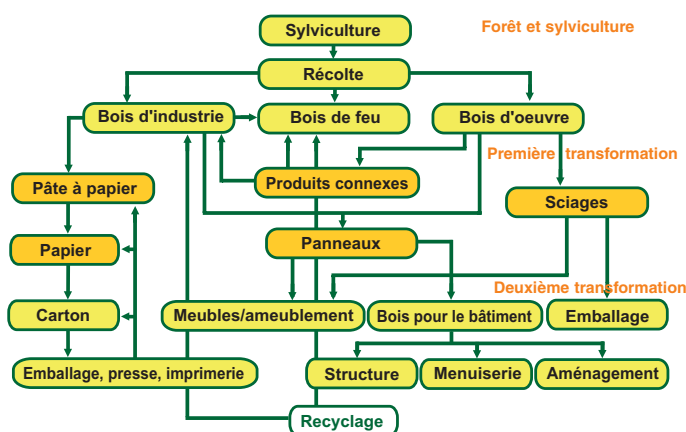 Sylviculture
Forêt et sylviculture
Récolte
Bois d'industrie
Bois de feu
Bois d'oeuvre
Première transformation
Pâte à papier
Produits connexes
Sciages
Papier
Panneaux
Deuxième transformation
Carton
Meubles/ameublement
Bois pour le bâtiment
Emballage
Emballage, presse, imprimerie
Structure
Menuiserie
Aménagement
Recyclage